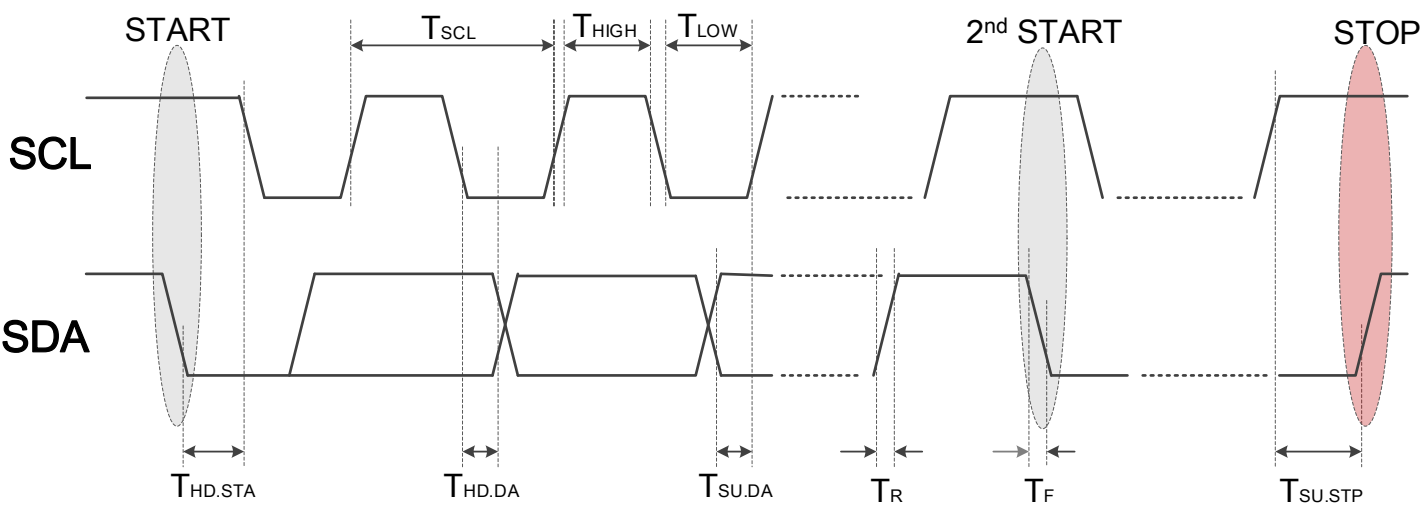 START
TSCL
THIGH
TLOW
2nd START
STOP
SCL
SDA
THD.STA
THD.DA
TSU.DA
TR
TF
TSU.STP